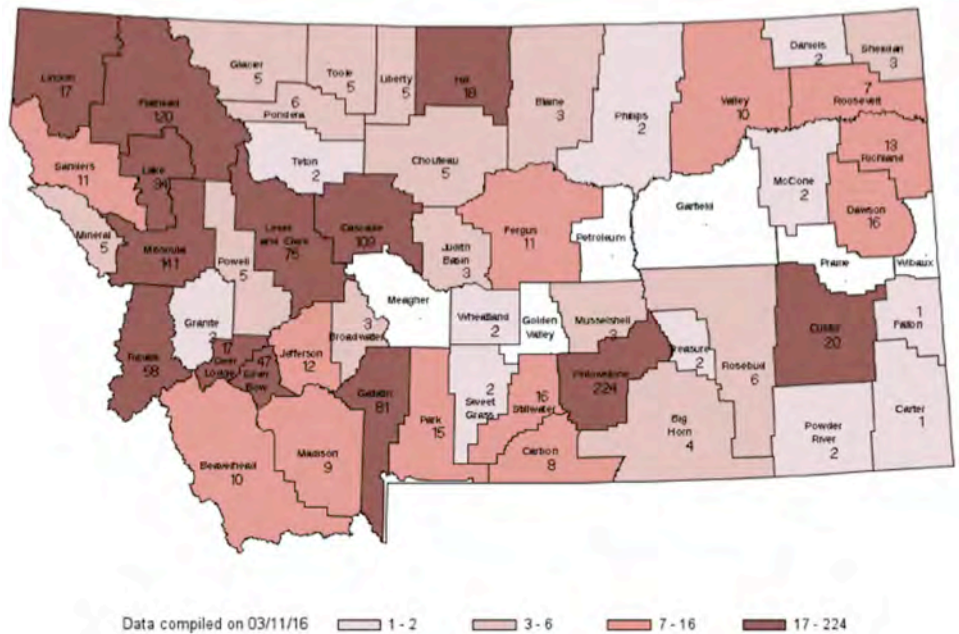 Lincoln
17
Flathead
120
Glacier
5
Toole
5
Liberty
5
Hill
18
Blaine
3
Phillips
2
Valley
10
Daniels
2
Sheridan
3
7
Roosevelt
6
Pondera
Teton
2
Chouteau
5
Sanders
11
Lake
34
13
Richland
McCone
2
Garfield
Dawson
16
Mineral
5
Missoula
141
Powell
5
Lewis
and Clark
75
Cascade
109
Judith
Basin
3
Fergus
11
Petroleum
Prairie
Wibaux
Meagher
Granite
3
Broadwater
Wheatland
2
Golden
Valley
Musselshell
Custer
20
1
Fallon
Ravalli
58
17
Deer
Lodge
47
Silver
Bow
Jefferson
12
Gallatin
81
Park
15
2
Sweet
Grass
16
Stillwater
Yellowstone
224
Treasure
2
Rosebud
6
Big
Horn
4
Powder
River
2
Carter
1
Beaverhead
10
Madison
9
Carbon
8
Data compiled on 03/11/16
1 - 2
3 - 6
7 - 16
17 - 224